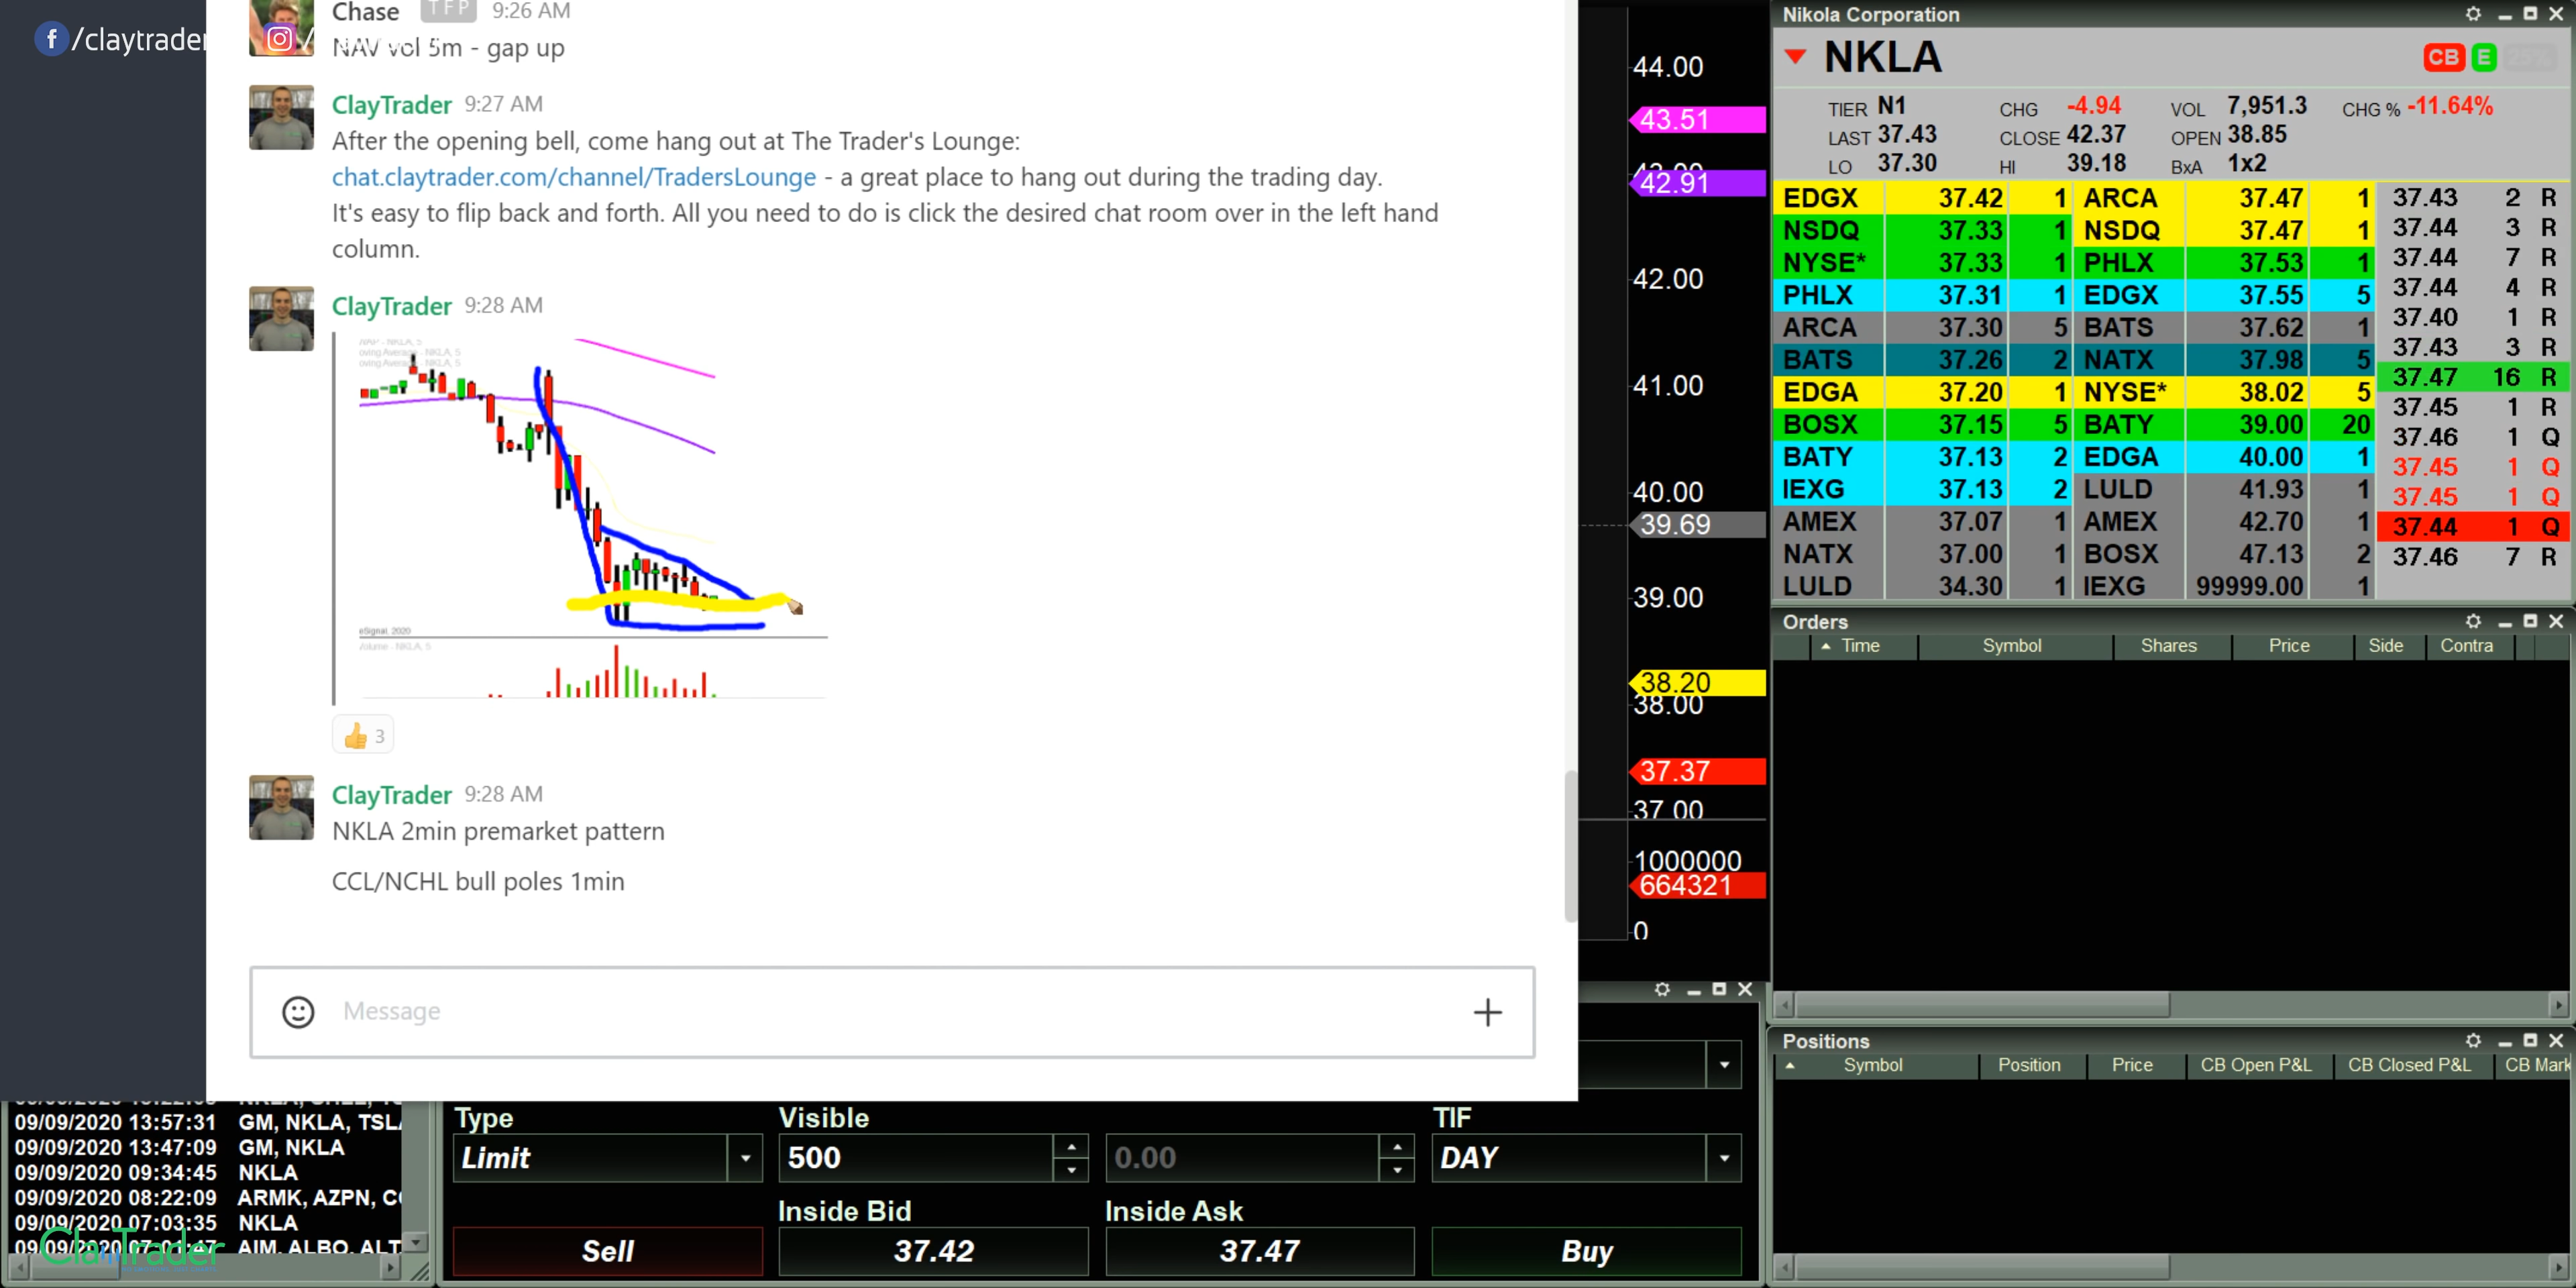 /claytrader
Chase TFP 9:26 AM
NAV vol 5m - gap up
ClayTrader 9:27 AM
After the opening bell, come hang out at The Trader's Lounge:
chat.claytrader.com/channel/TradersLounge - a great place to hang out during the trading day.
It's easy to flip back and forth. All you need to do is click the desired chat room over in the left hand
column.
ClayTrader 9:28 AM
eSignal, 2020
Volume - NKLA, 5
3
ClayTrader 9:28 AM
NKLA 2min premarket pattern
CCL/NCHL bull poles 1min
Message
44.00
43.51
42.91
42.00
41.00
40.00
39.69
39.00
38.20
38.00
37.37
37.00
1000000
664321
0
Nikola Corporation
NKLA CB E
TIER N1 CHG -4.94 VOL 7,951.3 CHG % -11.64%
LAST 37.43 CLOSE 42.37 OPEN 38.85
LO 37.30 HI 39.18 BxA 1x2
EDGX 37.42 1 ARCA 37.47 1
NSDQ 37.33 1 NSDQ 37.47 1
NYSE* 37.33 1 PHLX 37.53 1
PHLX 37.31 1 EDGX 37.55 5
ARCA 37.30 5 BATS 37.62 1
BATS 37.26 2 NATX 37.98 5
EDGA 37.20 1 NYSE* 38.02 5
BOSX 37.15 5 BATY 39.00 20
BATY 37.13 2 EDGA 40.00 1
IEXG 37.13 2 LULD 41.93 1
AMEX 37.07 1 AMEX 42.70 1
NATX 37.00 1 BOSX 47.13 2
LULD 34.30 1 IEXG 99999.00 1
37.43 2 R
37.44 3 R
37.44 7 R
37.44 4 R
37.40 1 R
37.43 3 R
37.47 16 R
37.45 1 R
37.46 1 Q
37.45 1 Q
37.45 1 Q
37.44 1 Q
37.46 7 R
Orders
Time Symbol Shares Price Side Contra
Positions
Symbol Position Price CB Open P&L CB Closed P&L CB Mark
09/09/2020 13:57:31 GM, NKLA, TSLA
09/09/2020 13:47:09 GM, NKLA
09/09/2020 09:34:45 NKLA
09/09/2020 08:22:09 ARMK, AZPN, C
09/09/2020 07:03:35 NKLA
09/09/2020 07:01:47 AIM, ALBO, ALT
ClayTrader
Type Visible TIF
Limit 500 0.00 DAY
Inside Bid Inside Ask
Sell 37.42 37.47 Buy